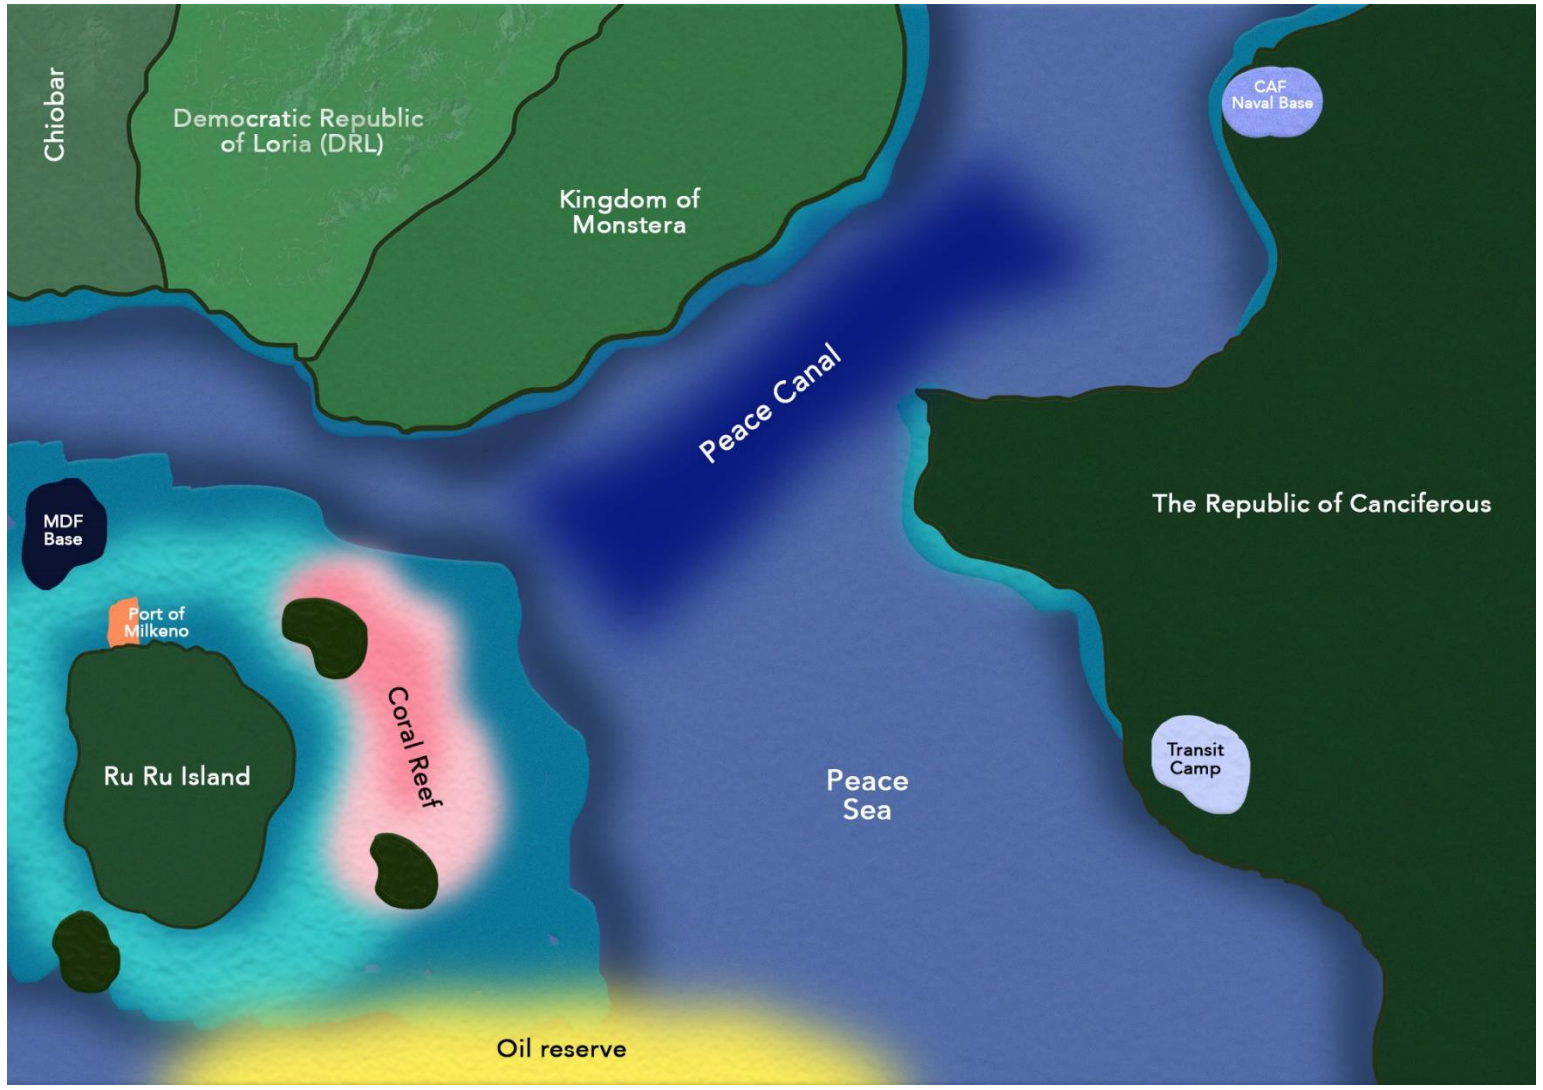 Chiobar
Democratic Republic
of Loria (DRL)
Kingdom of
Monstera
CAF
Naval Base
Peace Canal
The Republic of Canciferous
MDF
Base
Port of
Milkeno
Coral Reef
Ru Ru Island
Transit
Camp
Peace
Sea
Oil reserve